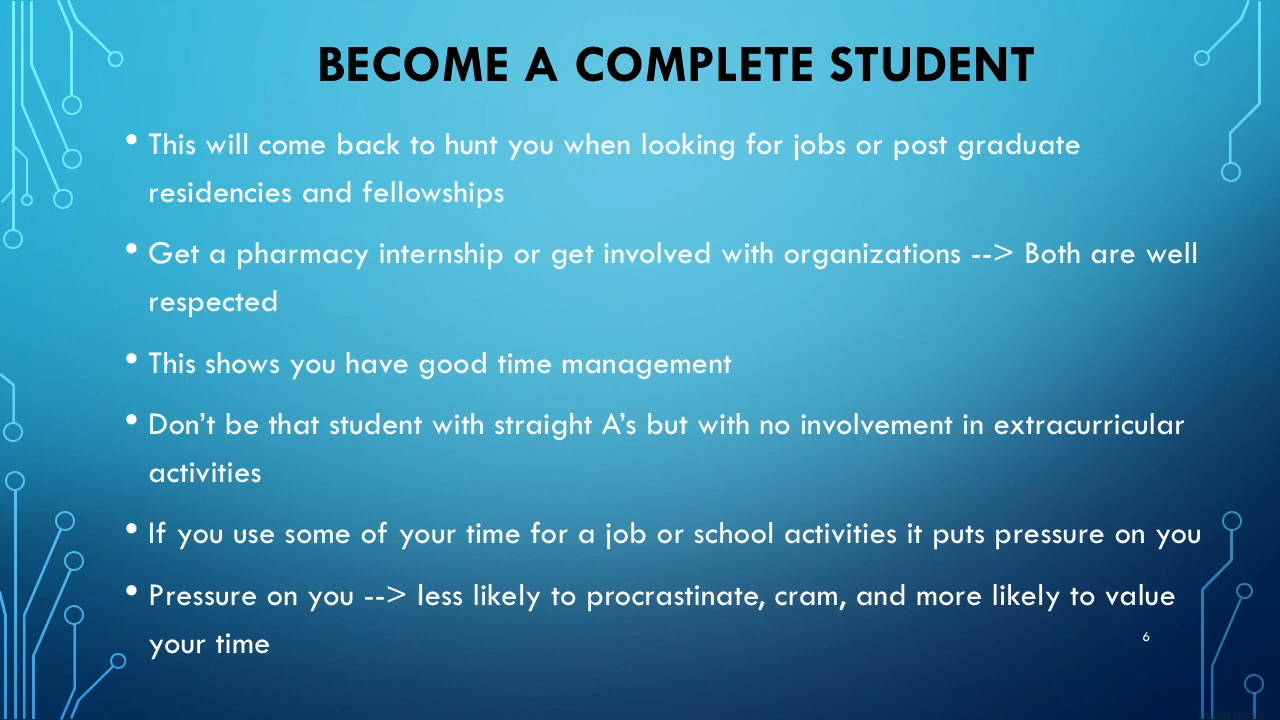 BECOME A COMPLETE STUDENT
• This will come back to hunt you when looking for jobs or post graduate
residencies and fellowships
• Get a pharmacy internship or get involved with organizations --> Both are well
respected
• This shows you have good time management
• Don’t be that student with straight A’s but with no involvement in extracurricular
activities
• If you use some of your time for a job or school activities it puts pressure on you
• Pressure on you --> less likely to procrastinate, cram, and more likely to value
your time
6